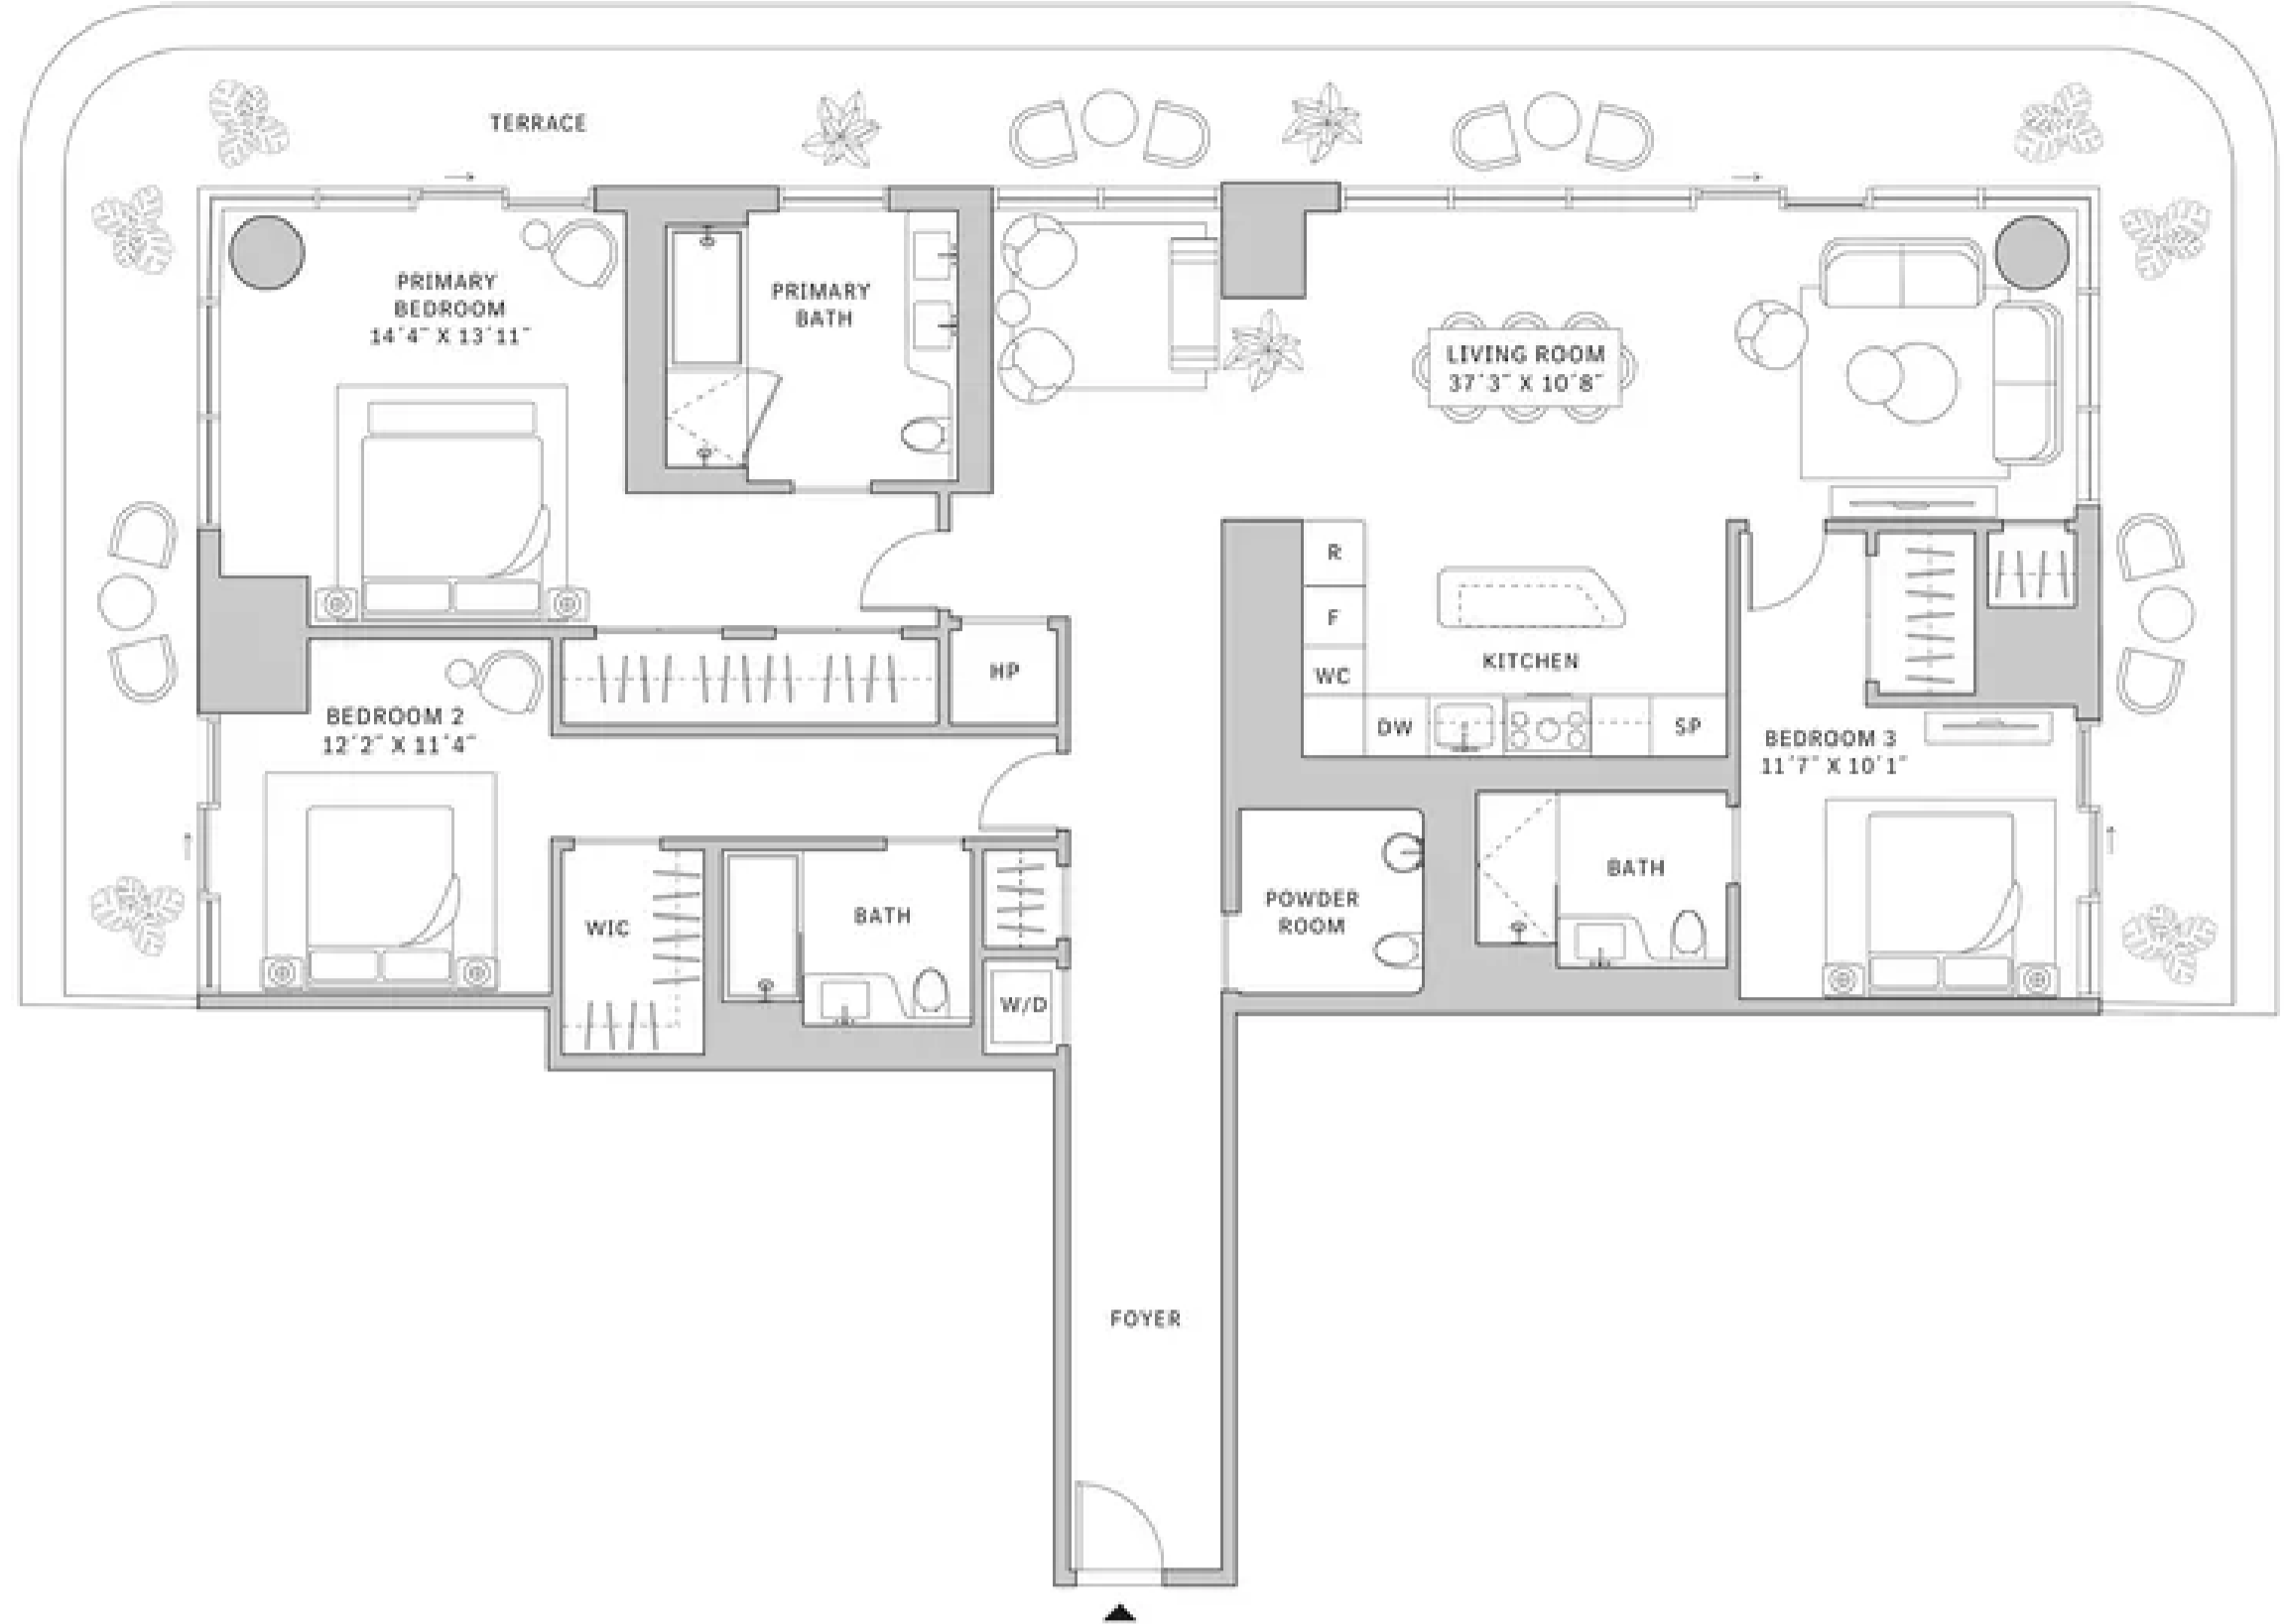 TERRACE
PRIMARY
BEDROOM
14´4˝ X 13´11˝
PRIMARY
BATH
LIVING ROOM
37´3˝ X 10´8˝
R
F
WC
KITCHEN
DW
SP
HP
BEDROOM 2
12´2˝ X 11´4˝
BEDROOM 3
11´7˝ X 10´1˝
WIC
BATH
W/D
POWDER
ROOM
BATH
FOYER